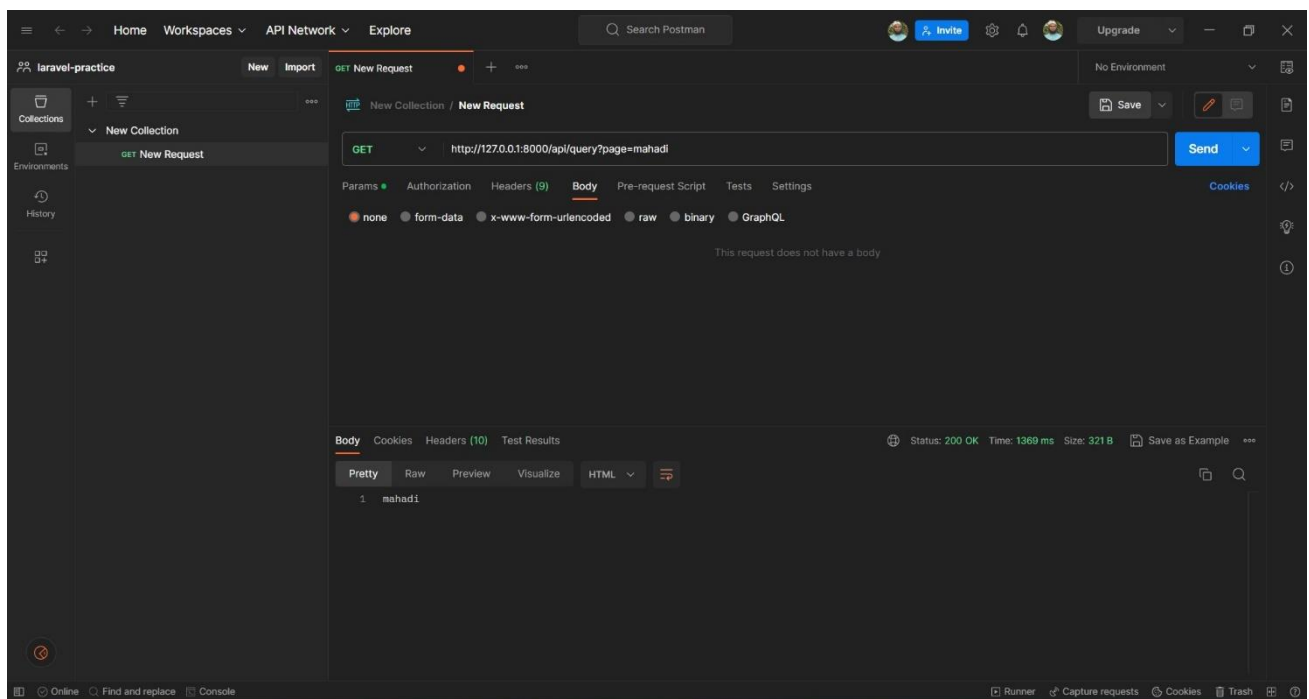 Home Workspaces API Network Explore Search Postman Invite Upgrade
laravel-practice New Import GET New Request No Environment
Collections
New Collection / New Request Save
New Collection
GET New Request
GET http://127.0.0.1:8000/api/query?page=mahadi Send
Environments
Params Authorization Headers (9) Body Pre-request Script Tests Settings Cookies
History
none form-data x-www-form-urlencoded raw binary GraphQL
This request does not have a body
Body Cookies Headers (10) Test Results Status: 200 OK Time: 1369 ms Size: 321 B Save as Example
Pretty Raw Preview Visualize HTML
1 mahadi
Online Find and replace Console Runner Capture requests Cookies Trash